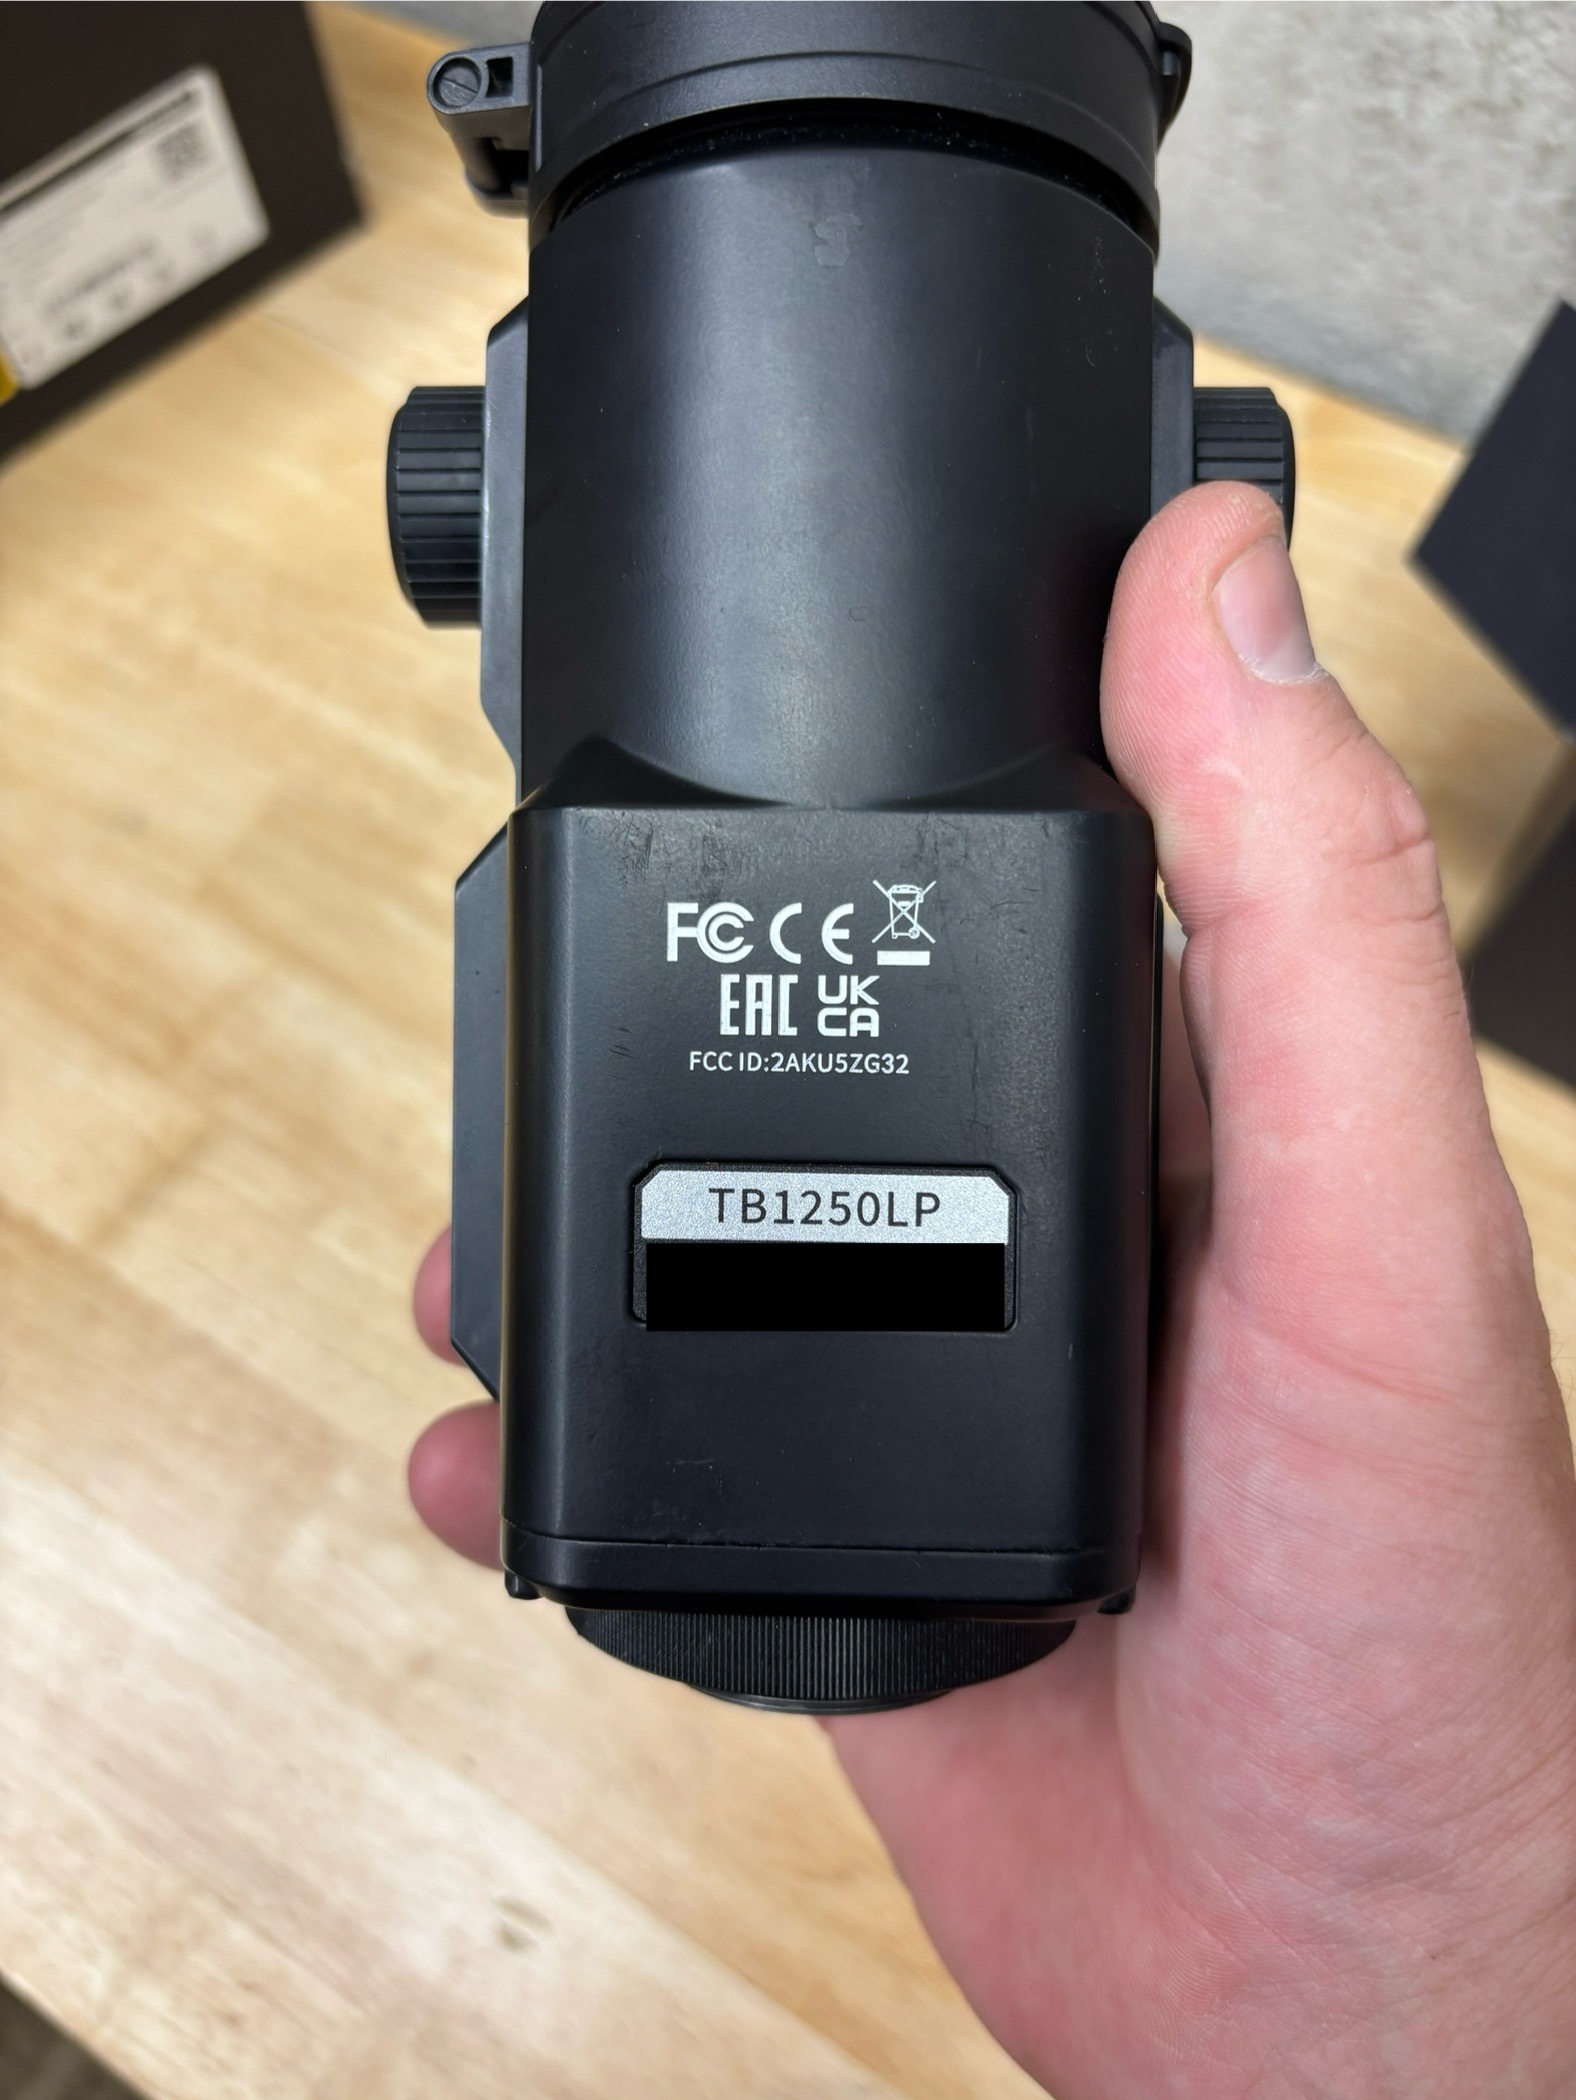 FC CE
EAC UK
CA
FCC ID:2AKU5ZG32
TB1250LP